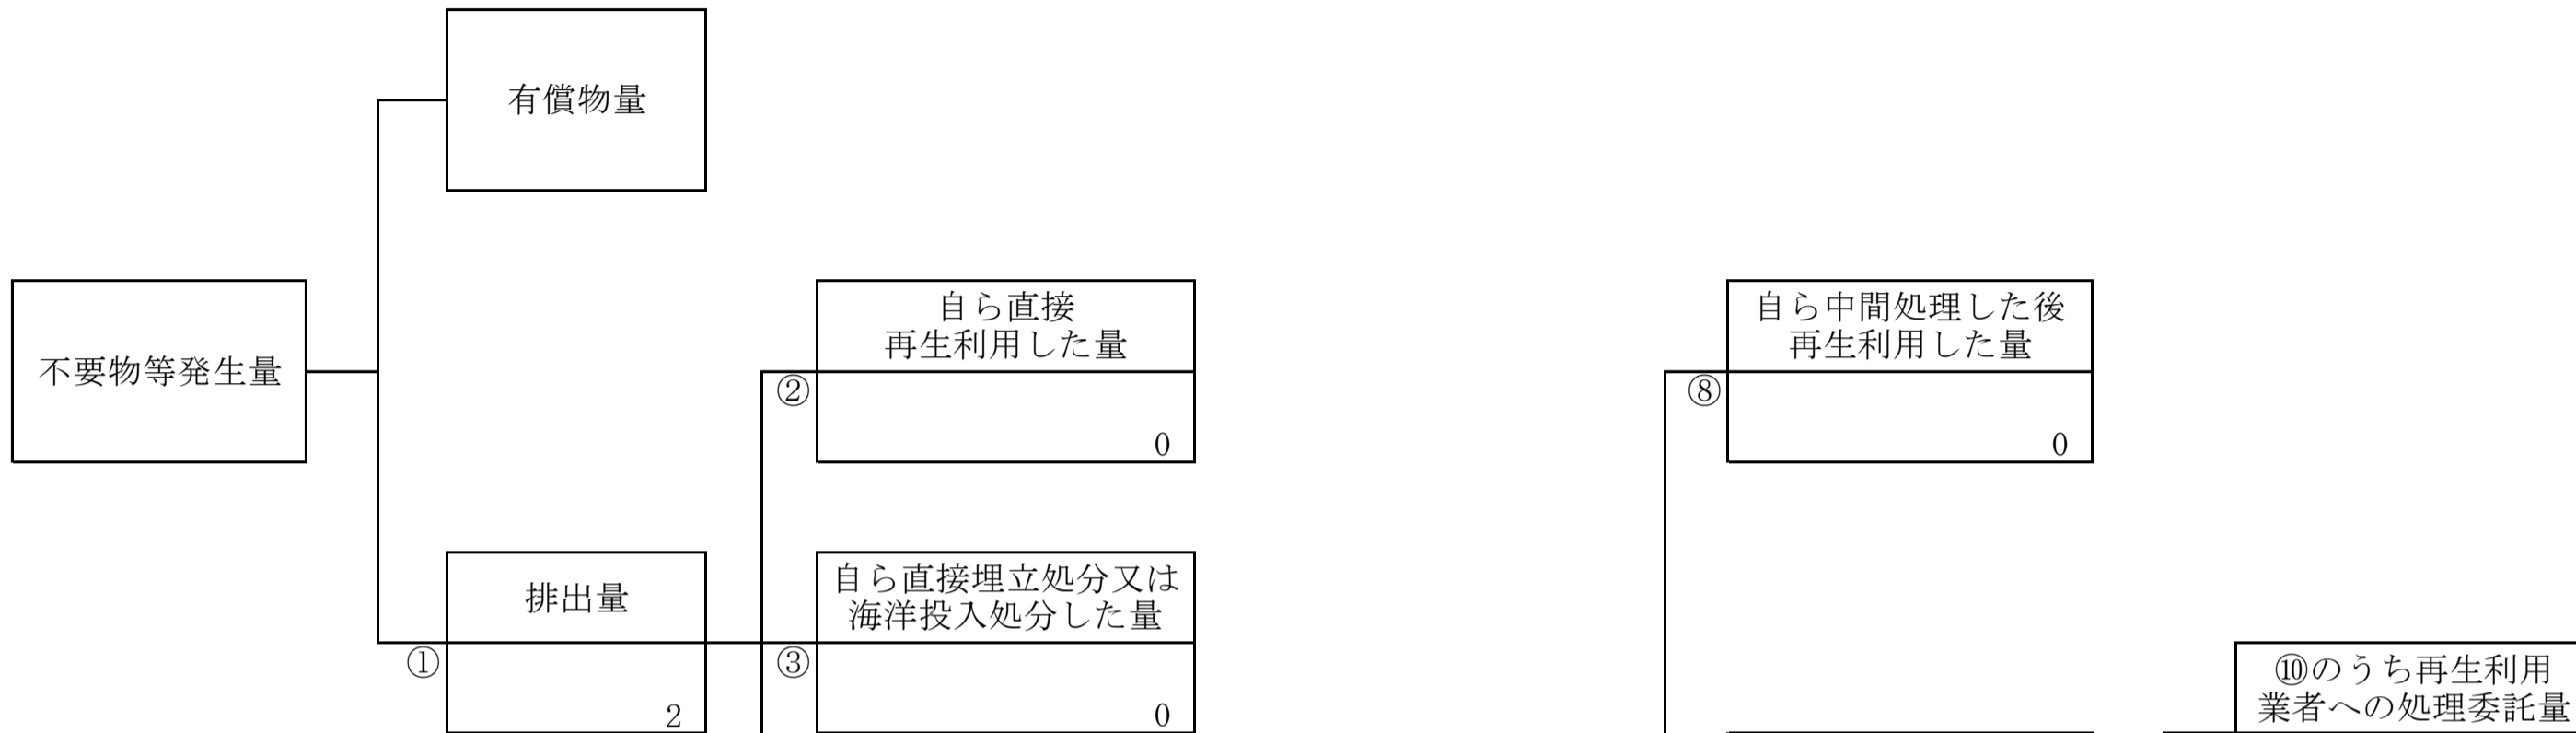 有償物量
不要物等発生量
自ら直接
再生利用した量
②
0
自ら中間処理した後
再生利用した量
⑧
0
排出量
①
2
自ら直接埋立処分又は
海洋投入処分した量
③
0
⑩のうち再生利用
業者への処理委託量